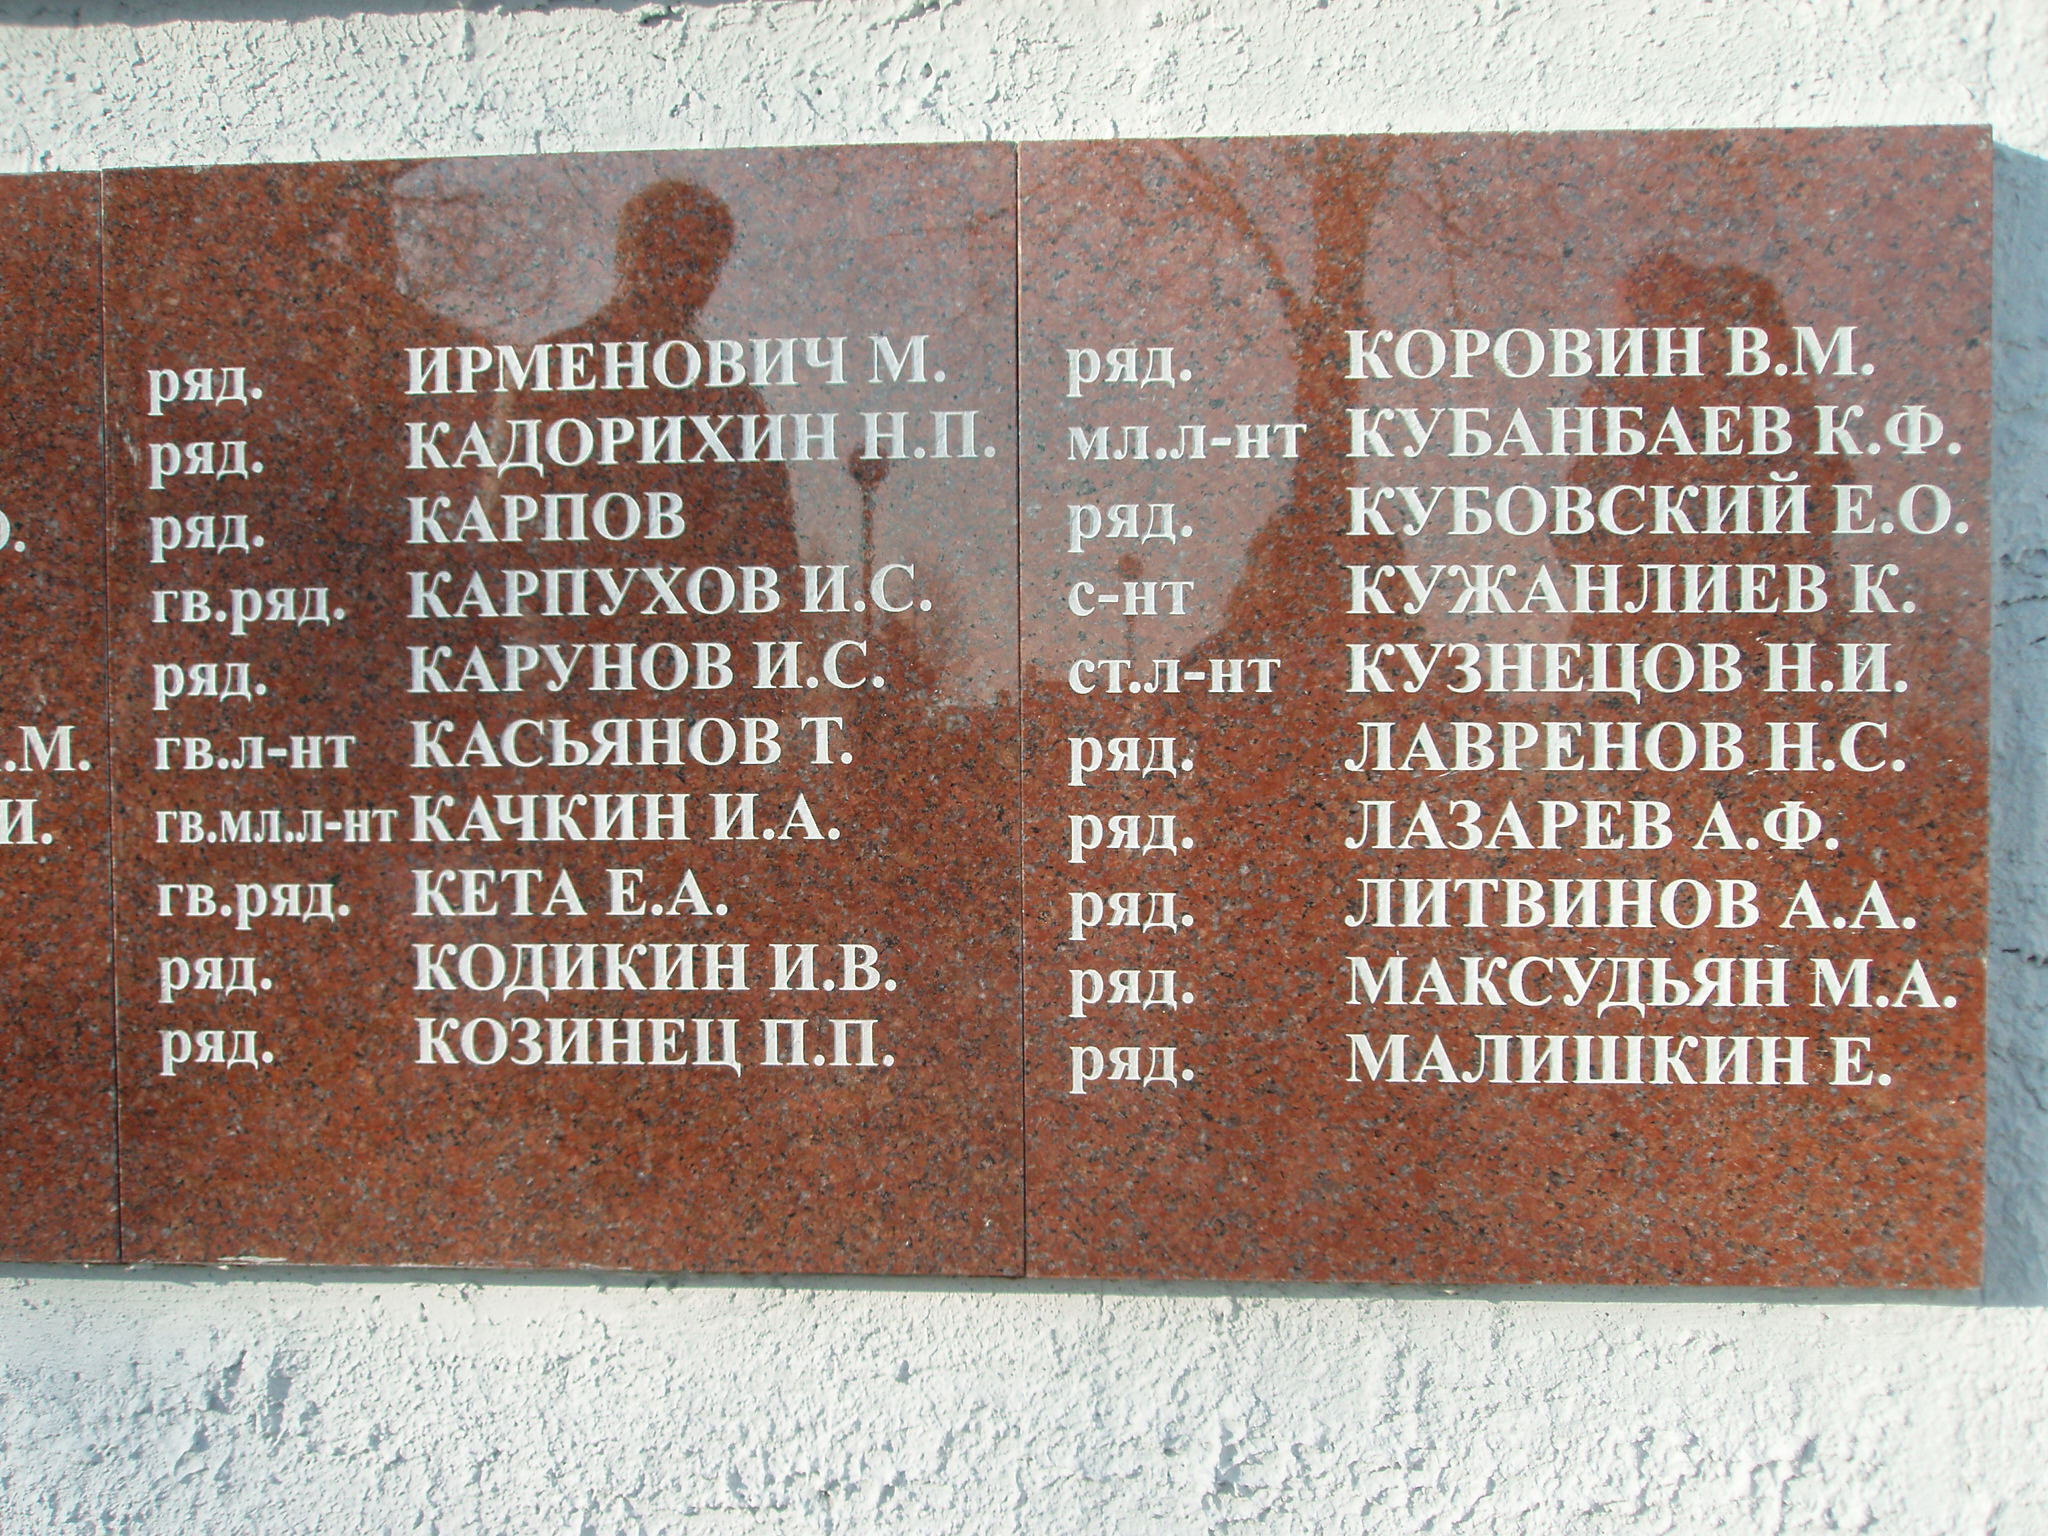 О.
.М.
И.
ряд. ИРМЕНОВИЧ М.
ряд. КАДОРИХИН Н.П.
ряд. КАРПОВ
гв.ряд. КАРПУХОВ И.С.
ряд. КАРУНОВ И.С.
гв.л-нт КАСЬЯНОВ Т.
гв.мл.л-нт КАЧКИН И.А.
гв.ряд. КЕТА Е.А.
ряд. КОДИКИН И.В.
ряд. КОЗИНЕЦ П.П.
ряд. КОРОВИН В.М.
мл.л-нт КУБАНБАЕВ К.Ф.
ряд. КУБОВСКИЙ Е.О.
с-нт КУЖАНЛИЕВ К.
ст.л-нт КУЗНЕЦОВ Н.И.
ряд. ЛАВРЕНОВ Н.С.
ряд. ЛАЗАРЕВ А.Ф.
ряд. ЛИТВИНОВ А.А.
ряд. МАКСУДЬЯН М.А.
ряд. МАЛИШКИН Е.